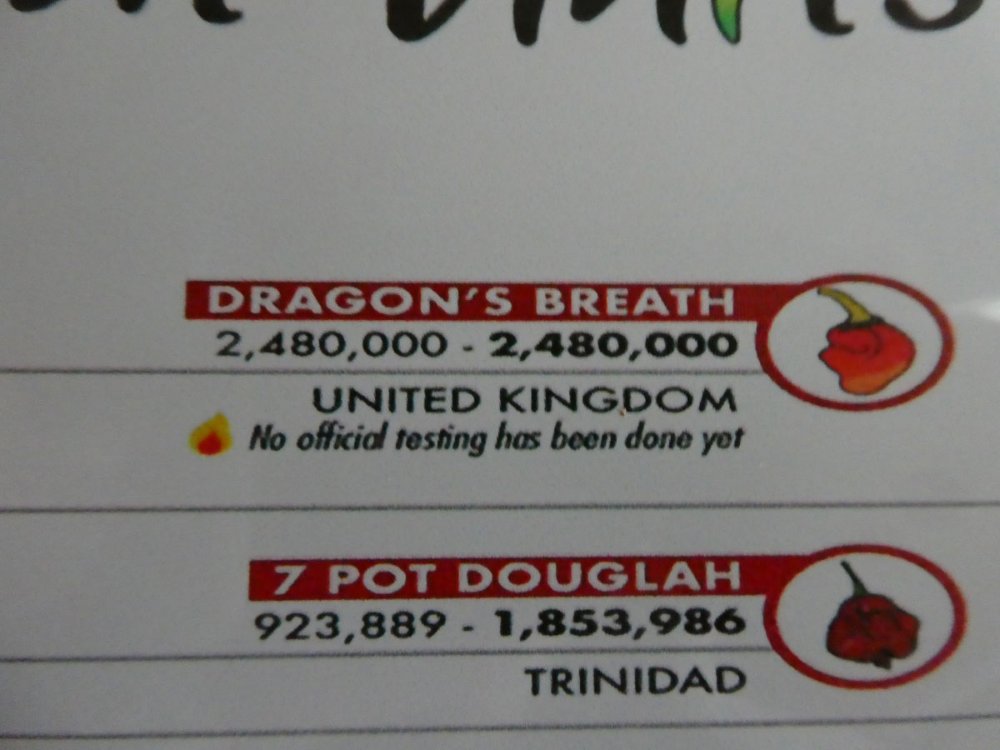 DRAGON'S BREATH
2,480,000 - 2,480,000
UNITED KINGDOM
No official testing has been done yet
7 POT DOUGLAH
923,889 - 1,853,986
TRINIDAD